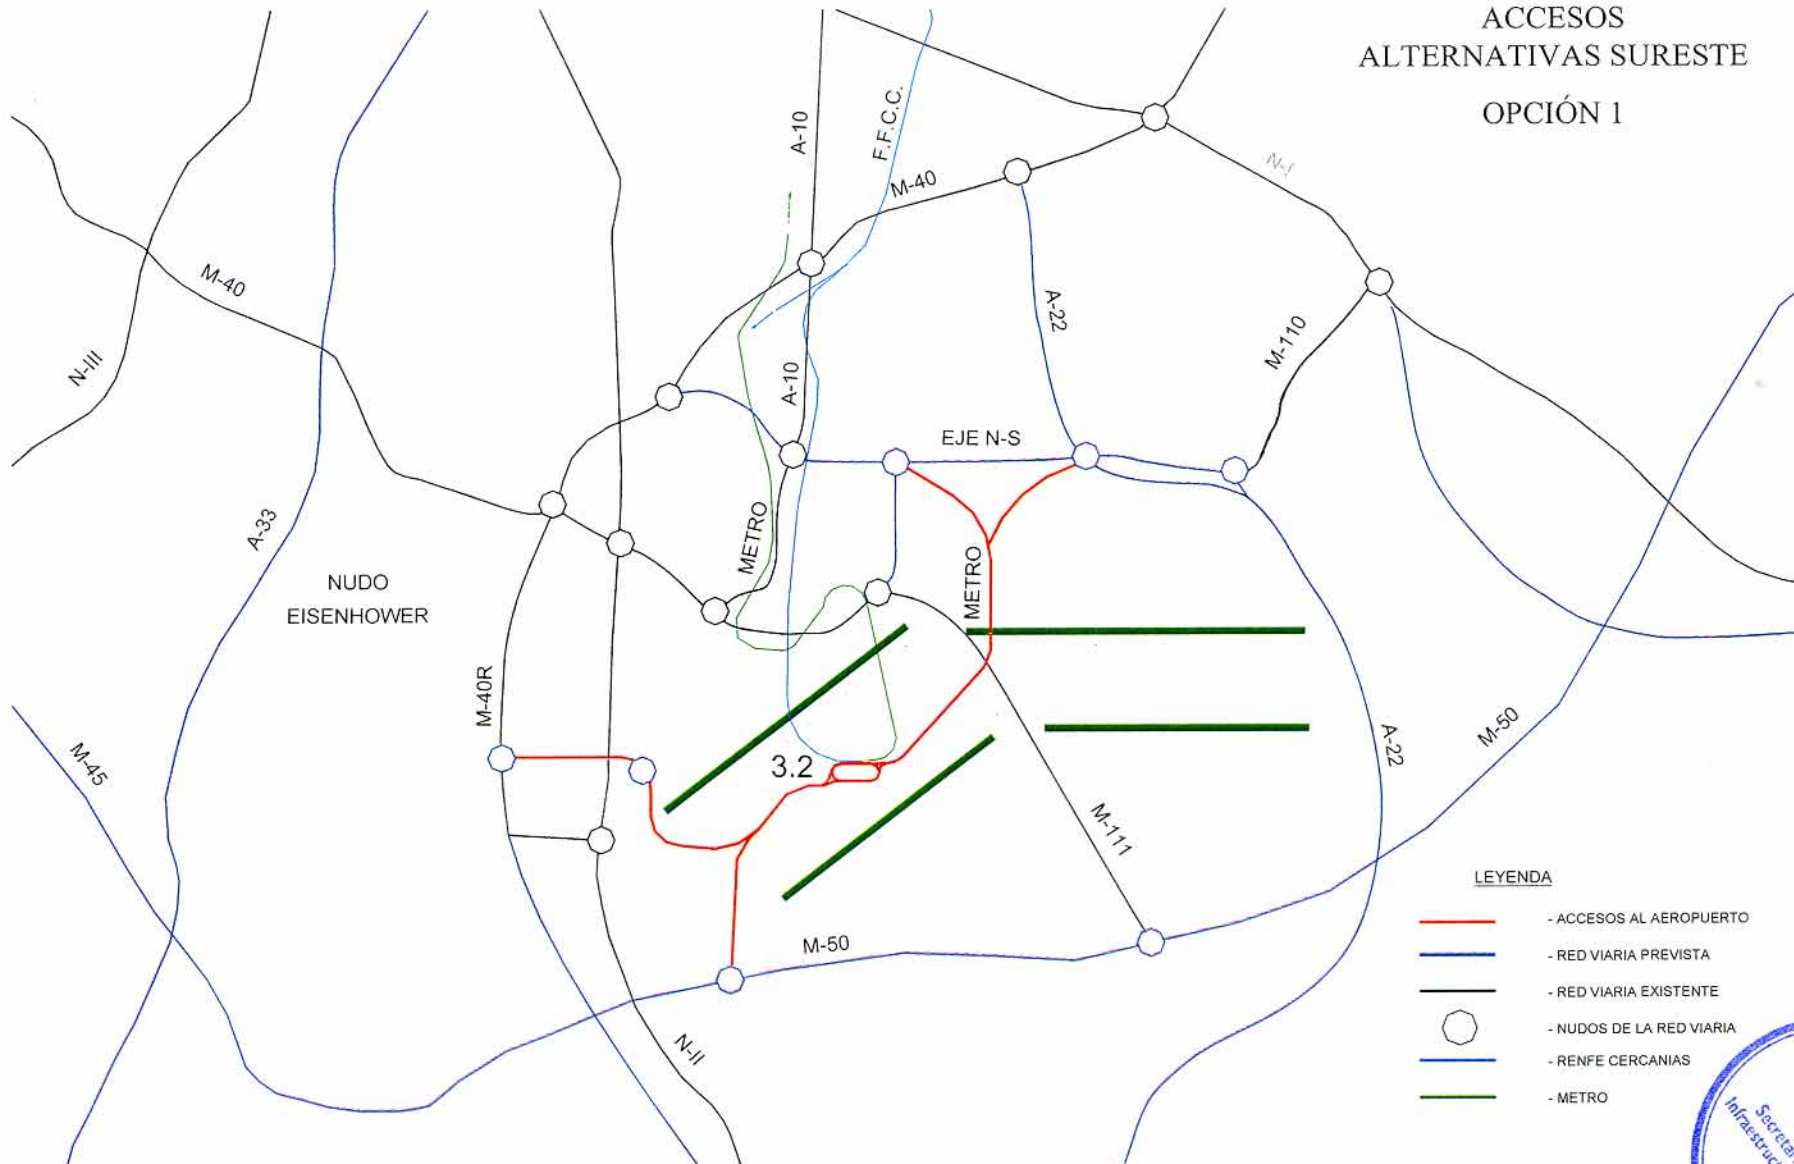 ACCESOS
ALTERNATIVAS SURESTE
OPCIÓN 1
A-10
F.F.C.C.
M-40
N-I
M-40
A-22
M-110
N-III
A-10
EJE N-S
A-33
METRO
NUDO
EISENHOWER
METRO
M-40R
M-45
3.2
A-22
M-50
M-111
M-50
N-II
LEYENDA
- ACCESOS AL AEROPUERTO
- RED VIARIA PREVISTA
- RED VIARIA EXISTENTE
- NUDOS DE LA RED VIARIA
- RENFE CERCANIAS
- METRO